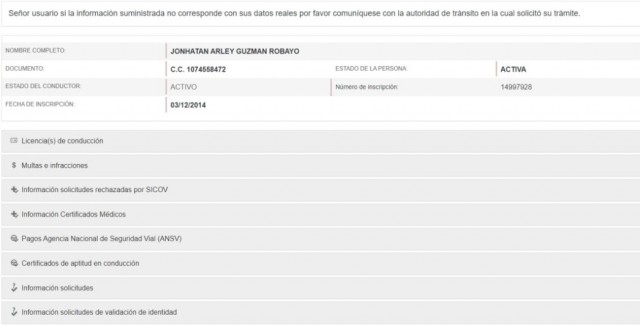 Señor usuario si la información suministrada no corresponde con sus datos reales por favor comuníquese con la autoridad de tránsito en la cual solicitó su trámite.
NOMBRE COMPLETO: JONHATAN ARLEY GUZMAN ROBAYO
DOCUMENTO: C.C. 1074558472 ESTADO DE LA PERSONA: ACTIVA
ESTADO DEL CONDUCTOR: ACTIVO Número de inscripción: 14997928
FECHA DE INSCRIPCIÓN: 03/12/2014
Licencia(s) de conducción
$ Multas e infracciones
Información solicitudes rechazadas por SICOV
Información Certificados Médicos
Pagos Agencia Nacional de Seguridad Vial (ANSV)
Certificados de aptitud en conducción
Información solicitudes
Información solicitudes de validación de identidad